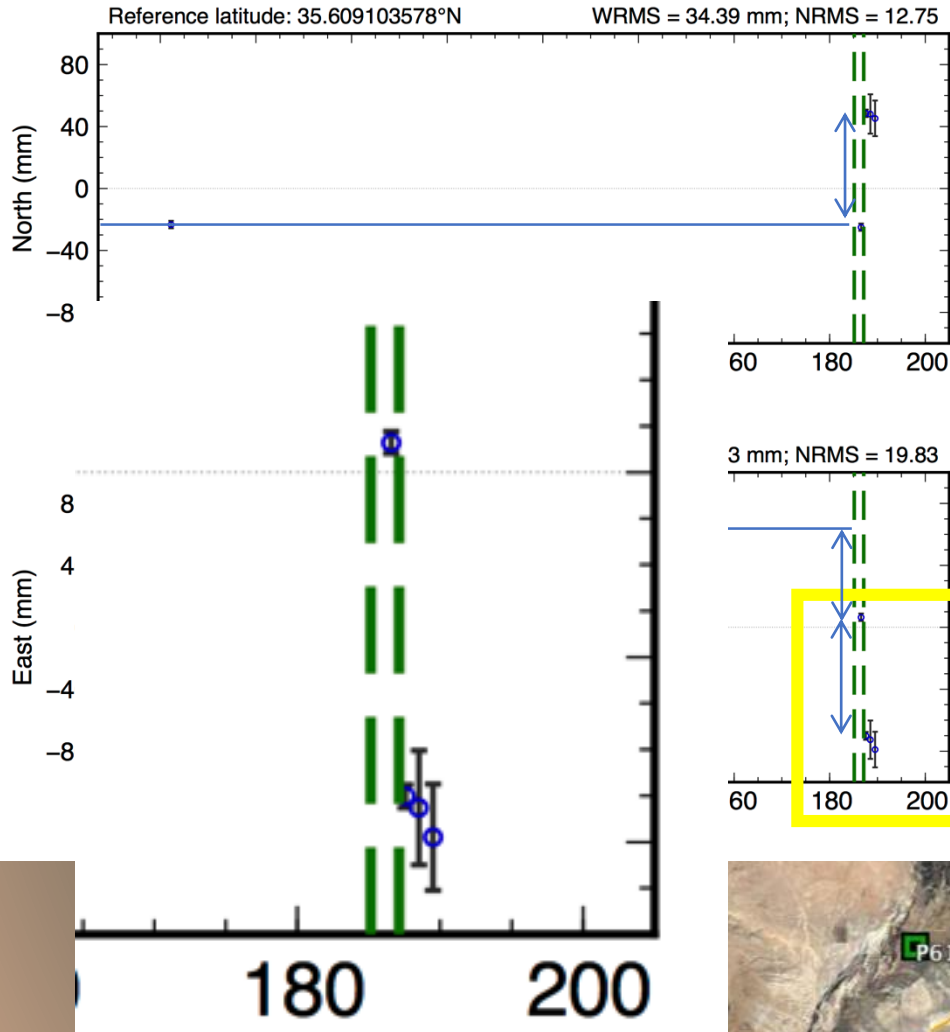 Reference latitude: 35.609103578°N
WRMS = 34.39 mm; NRMS = 12.75
80
40
0
−40
−8
North (mm)
60 180 200
3 mm; NRMS = 19.83
8
4
−4
−8
East (mm)
60 180 200
180 200
P61